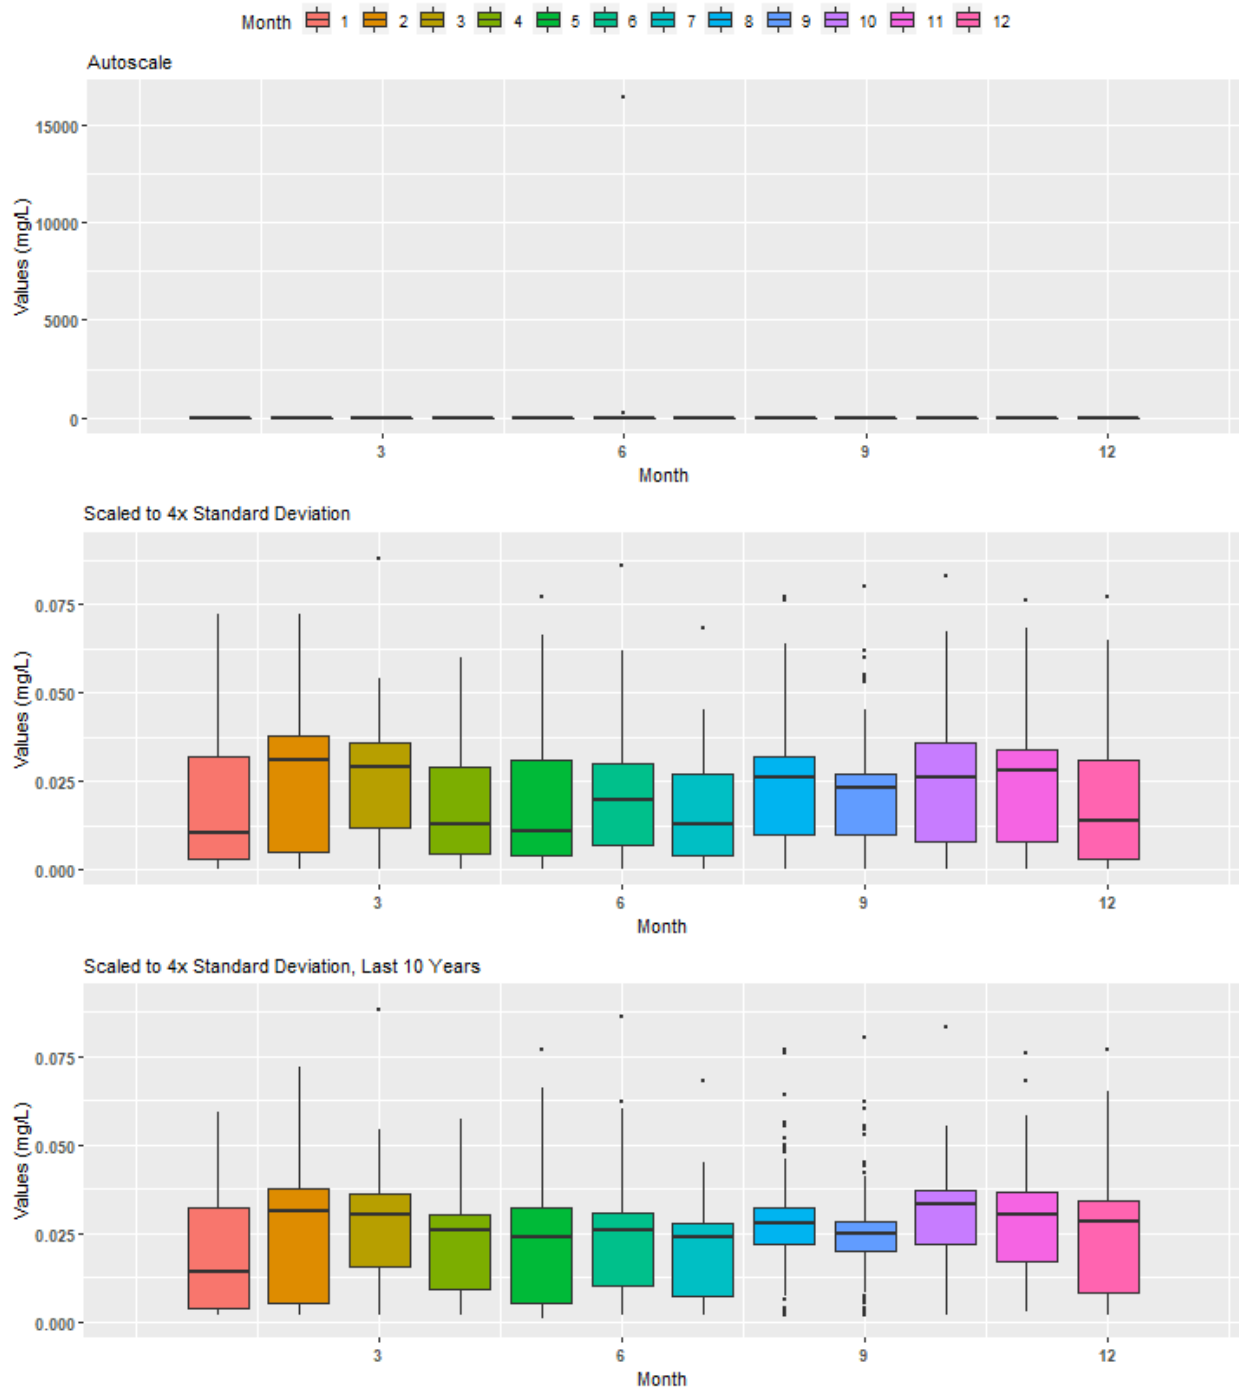 Month 1 2 3 4 5 6 7 8 9 10 11 12
Autoscale
Values (mg/L)
15000
10000
5000
0
3 6 9 12
Month
Scaled to 4x Standard Deviation
Values (mg/L)
0.075
0.050
0.025
0.000
3 6 9 12
Month
Scaled to 4x Standard Deviation, Last 10 Years
Values (mg/L)
0.075
0.050
0.025
0.000
3 6 9 12
Month